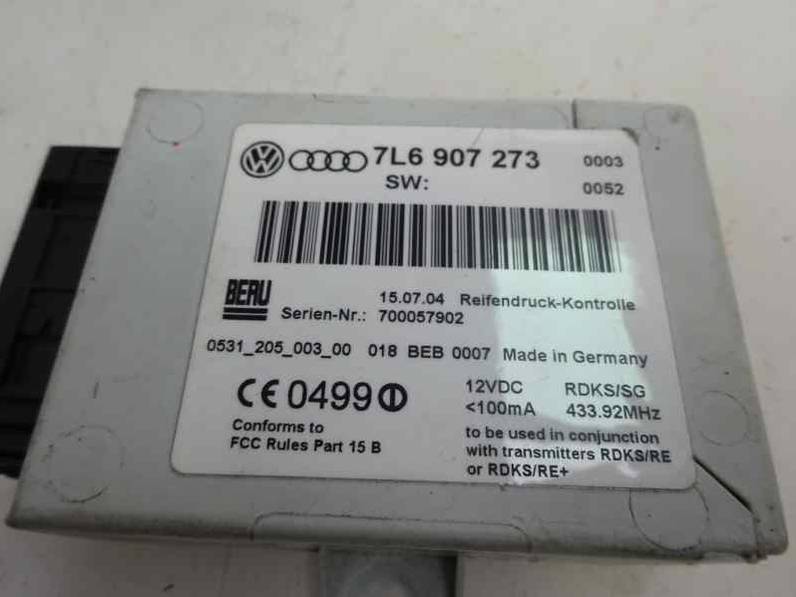 VW 7L6 907 273 0003
SW: 0052
BERU 15.07.04 Reifendruck-Kontrolle
Serien-Nr.: 700057902
0531_205_003_00 018 BEB 0007 Made in Germany
CE 0499 12VDC RDKS/SG
<100mA 433.92MHz
Conforms to
FCC Rules Part 15 B
to be used in conjunction
with transmitters RDKS/RE
or RDKS/RE+